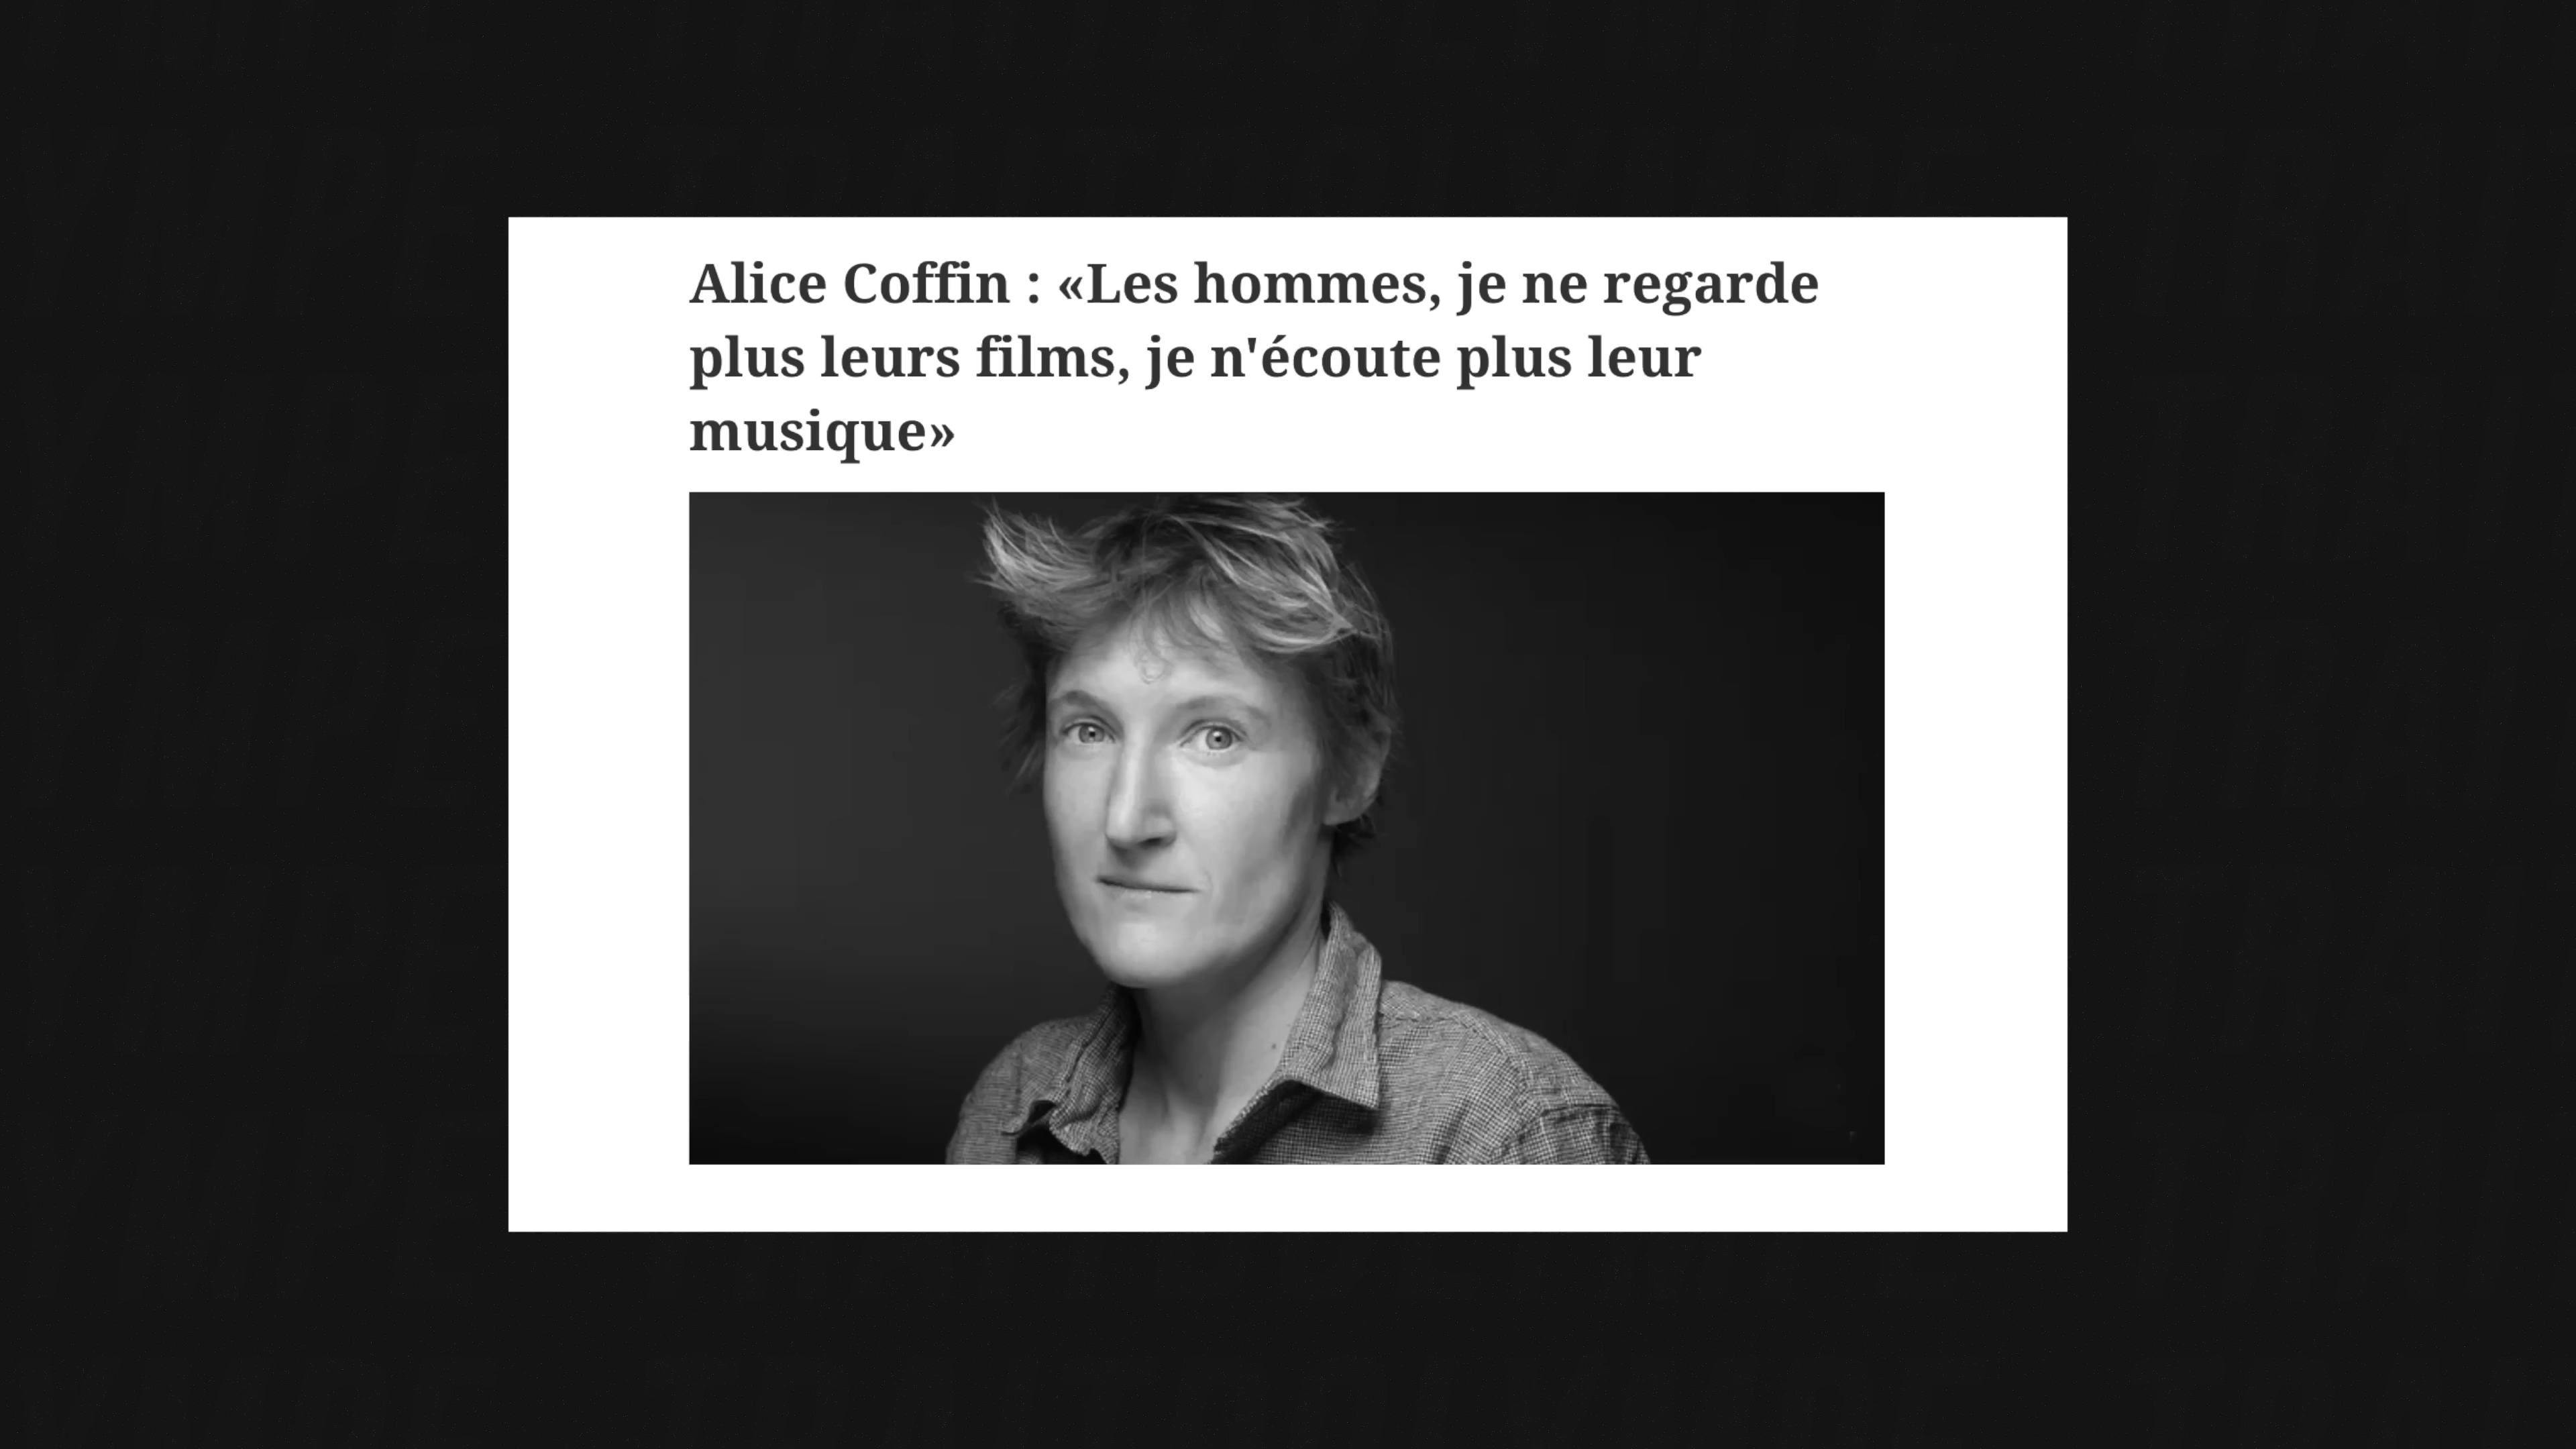 Alice Coffin : «Les hommes, je ne regarde
plus leurs films, je n'écoute plus leur
musique»